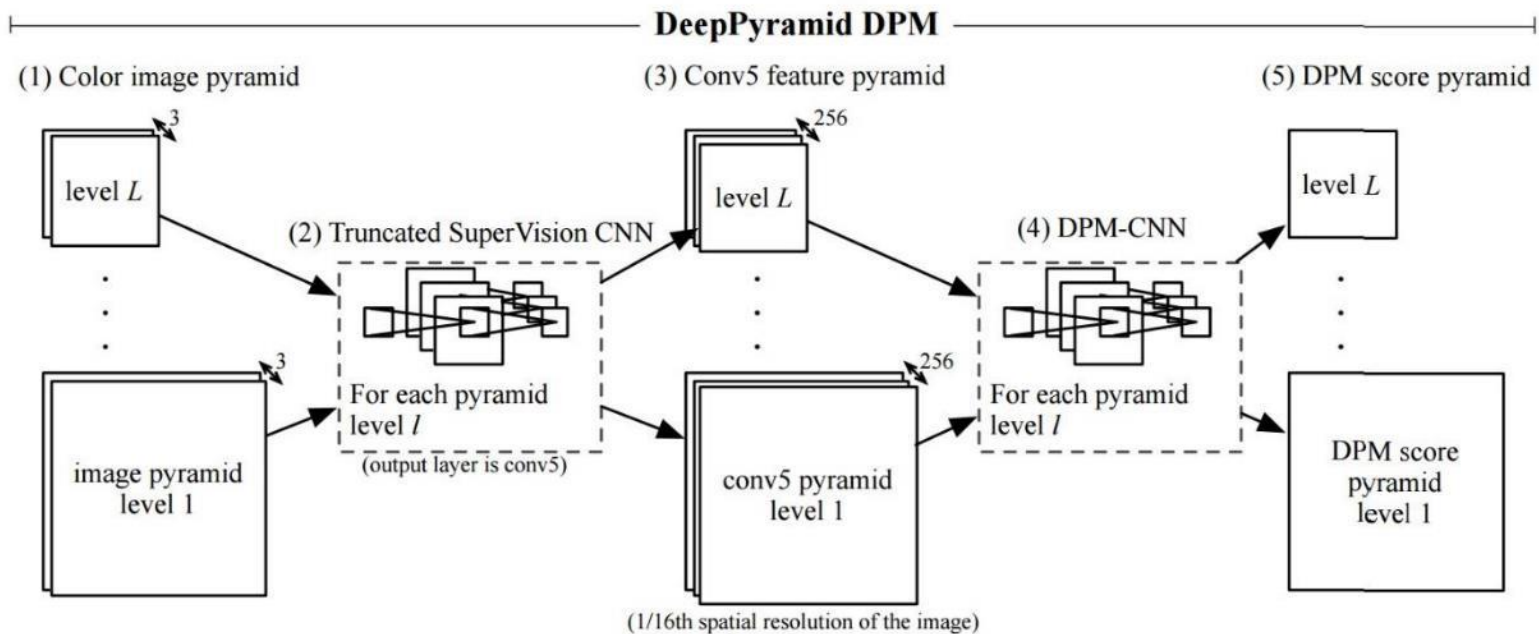 DeepPyramid DPM
(1) Color image pyramid
(3) Conv5 feature pyramid
(5) DPM score pyramid
3
level L
256
level L
level L
(2) Truncated SuperVision CNN
(4) DPM-CNN
For each pyramid
level l
(output layer is conv5)
For each pyramid
level l
3
image pyramid
level 1
256
conv5 pyramid
level 1
(1/16th spatial resolution of the image)
DPM score
pyramid
level 1